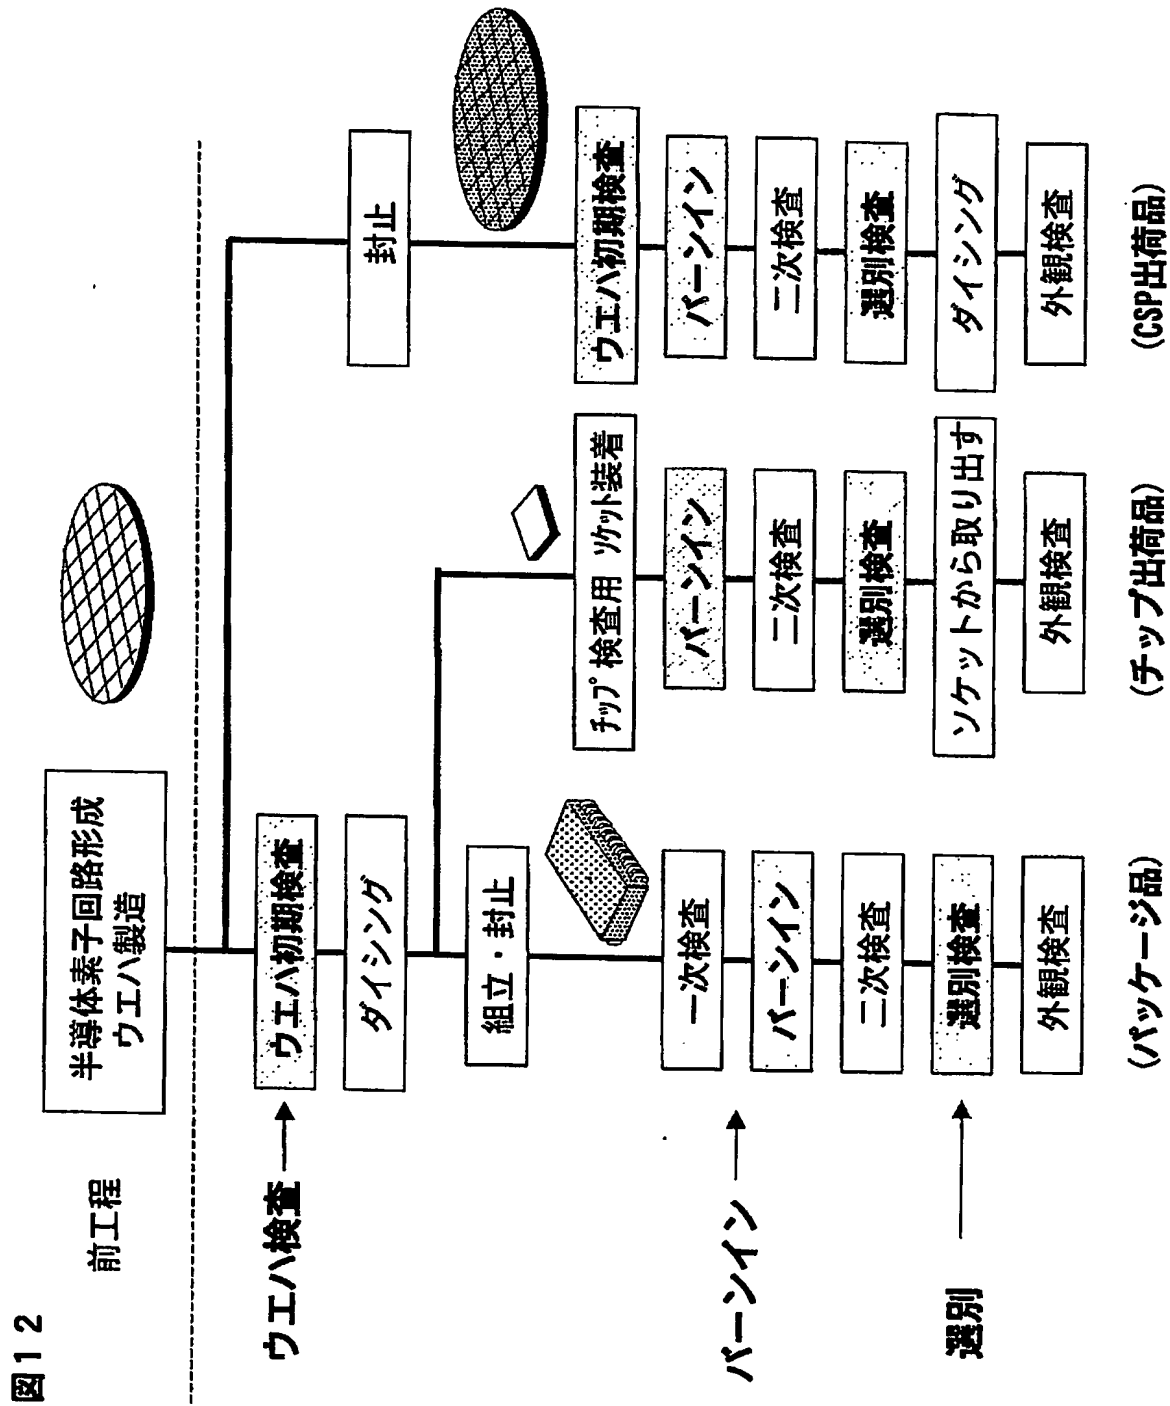 図12
前工程
半導体素子回路形成
ウエハ製造
ウエハ検査
ウエハ初期検査
ダイシング
組立・封止
一次検査
バーンイン
バーンイン
二次検査
選別
選別検査
外観検査
(パッケージ品)
チップ検査用 ソケット装着
バーンイン
二次検査
選別検査
ソケットから取り出す
外観検査
(チップ出荷品)
封止
ウエハ初期検査
バーンイン
二次検査
選別検査
ダイシング
外観検査
(CSP出荷品)